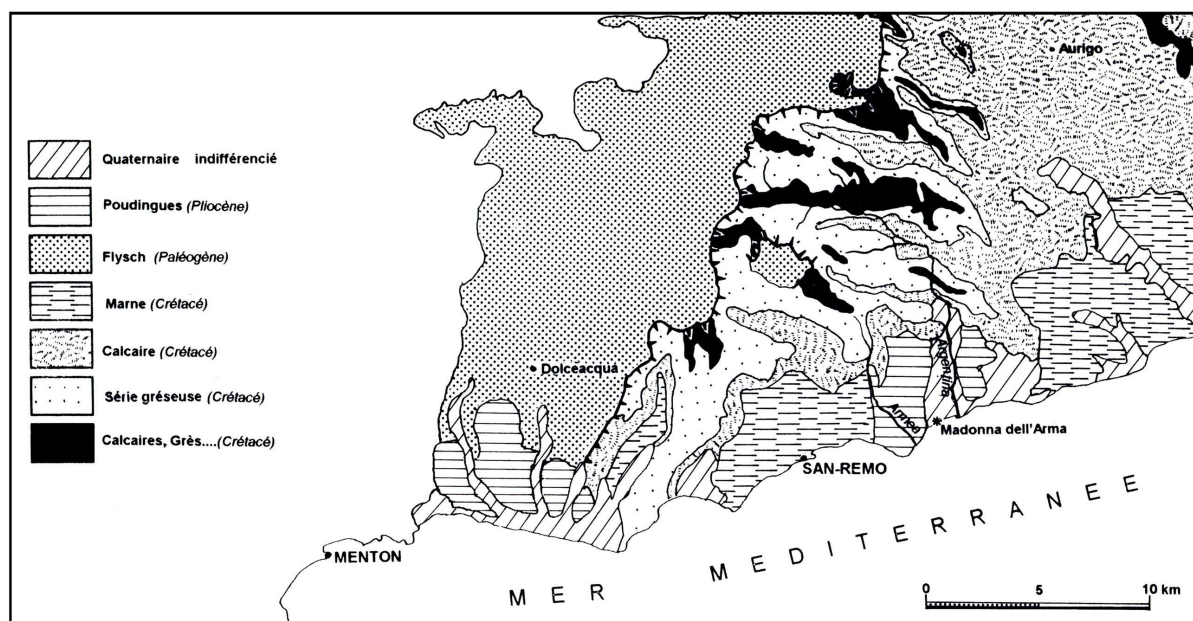 Aurigo
Quaternaire indifférencié
Poudingues (Pliocène)
Flysch (Paléogène)
Marne (Crétacé)
Calcaire (Crétacé)
Série gréseuse (Crétacé)
Calcaires, Grès....(Crétacé)
Dolceacqua
Argentina
Armea
Madonna dell'Arma
SAN-REMO
MENTON
MER MEDITERRANEE
0 5 10 km